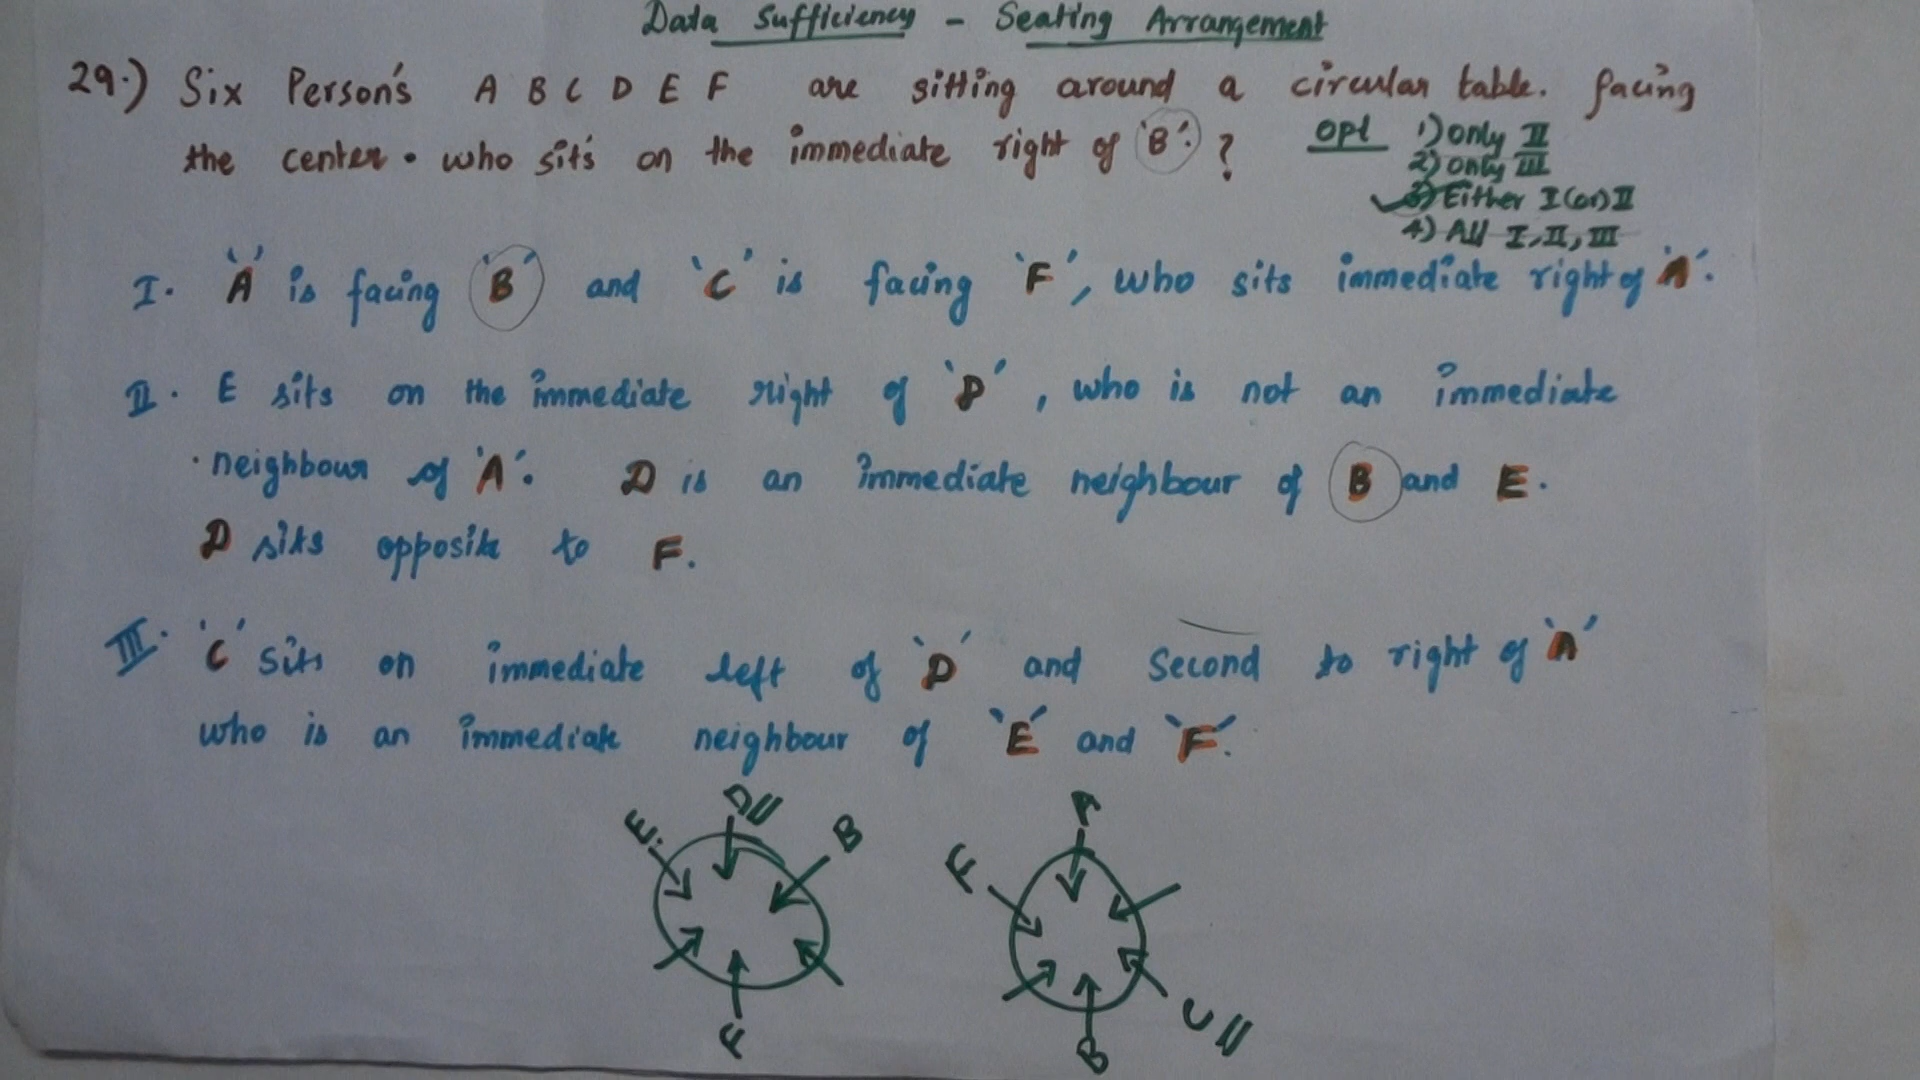 Data Sufficiency - Seating Arrangement
29.) Six Person's A B C D E F are sitting around a circular table. facing
the center. who sit's on the immediate right of 'B'. ?
Opt 1) only II
2) only III
3) Either I (or) II
4) All I, II, III
I. 'A' is facing 'B' and 'C' is facing 'F', who sits immediate right of 'A'.
II. E sits on the immediate right of 'D', who is not an immediate
neighbour of 'A'. D is an immediate neighbour of B and E.
D sits opposite to F.
III. 'C' sits on immediate left of 'D' and second to right of 'A'
who is an immediate neighbour of 'E' and 'F'.
E. D B
F
A
F
C
B